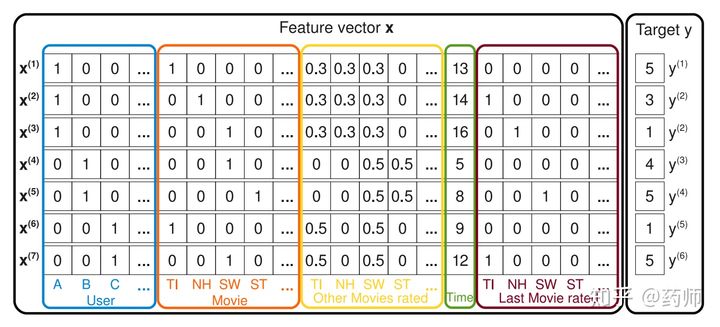 Feature vector x Target y
x(1) 1 0 0 ... 1 0 0 0 ... 0.3 0.3 0.3 0 ... 13 0 0 0 0 ... 5 y(1)
x(2) 1 0 0 ... 0 1 0 0 ... 0.3 0.3 0.3 0 ... 14 1 0 0 0 ... 3 y(2)
x(3) 1 0 0 ... 0 0 1 0 ... 0.3 0.3 0.3 0 ... 16 0 1 0 0 ... 1 y(2)
x(4) 0 1 0 ... 0 0 1 0 ... 0 0 0.5 0.5 ... 5 0 0 0 0 ... 4 y(3)
x(5) 0 1 0 ... 0 0 0 1 ... 0 0 0.5 0.5 ... 8 0 0 1 0 ... 5 y(4)
x(6) 0 0 1 ... 1 0 0 0 ... 0.5 0 0.5 0 ... 9 0 0 0 0 ... 1 y(5)
x(7) 0 0 1 ... 0 0 1 0 ... 0.5 0 0.5 0 ... 12 1 0 0 0 ... 5 y(6)
A B C ... TI NH SW ST ... TI NH SW ST ... Time TI NH SW ST ...
User Movie Other Movies rated Last Movie rated
知乎 @药师